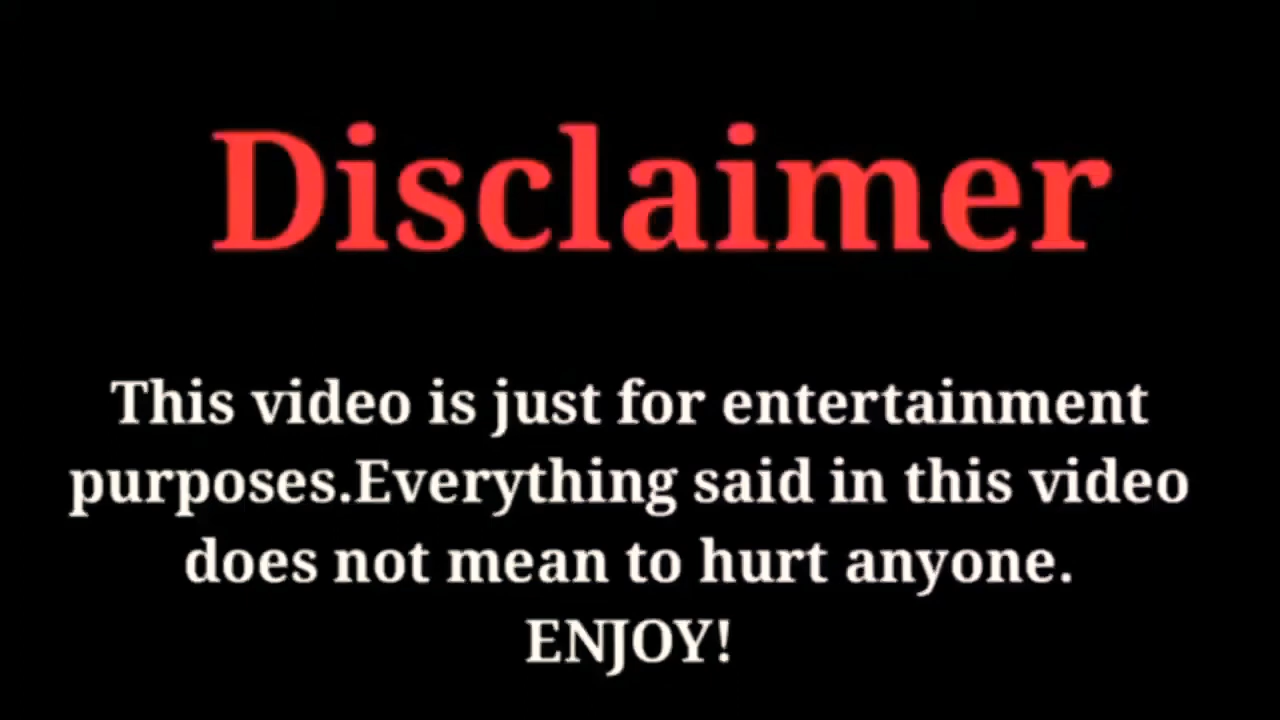 Disclaimer
This video is just for entertainment
purposes.Everything said in this video
does not mean to hurt anyone.
ENJOY!